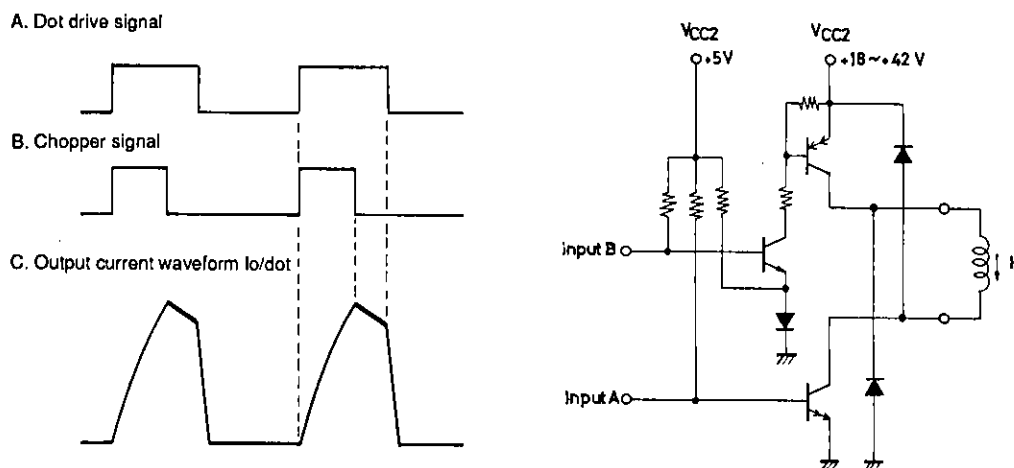 A. Dot drive signal
B. Chopper signal
C. Output current waveform Io/dot
VCC2
+5V
VCC2
+18~+42 V
Input B
Input A